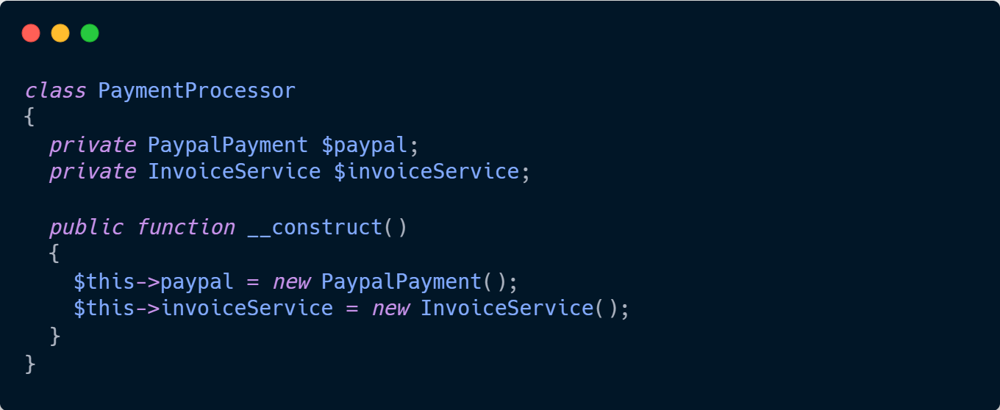 class PaymentProcessor
{
  private PaypalPayment $paypal;
  private InvoiceService $invoiceService;

  public function __construct()
  {
    $this->paypal = new PaypalPayment();
    $this->invoiceService = new InvoiceService();
  }
}